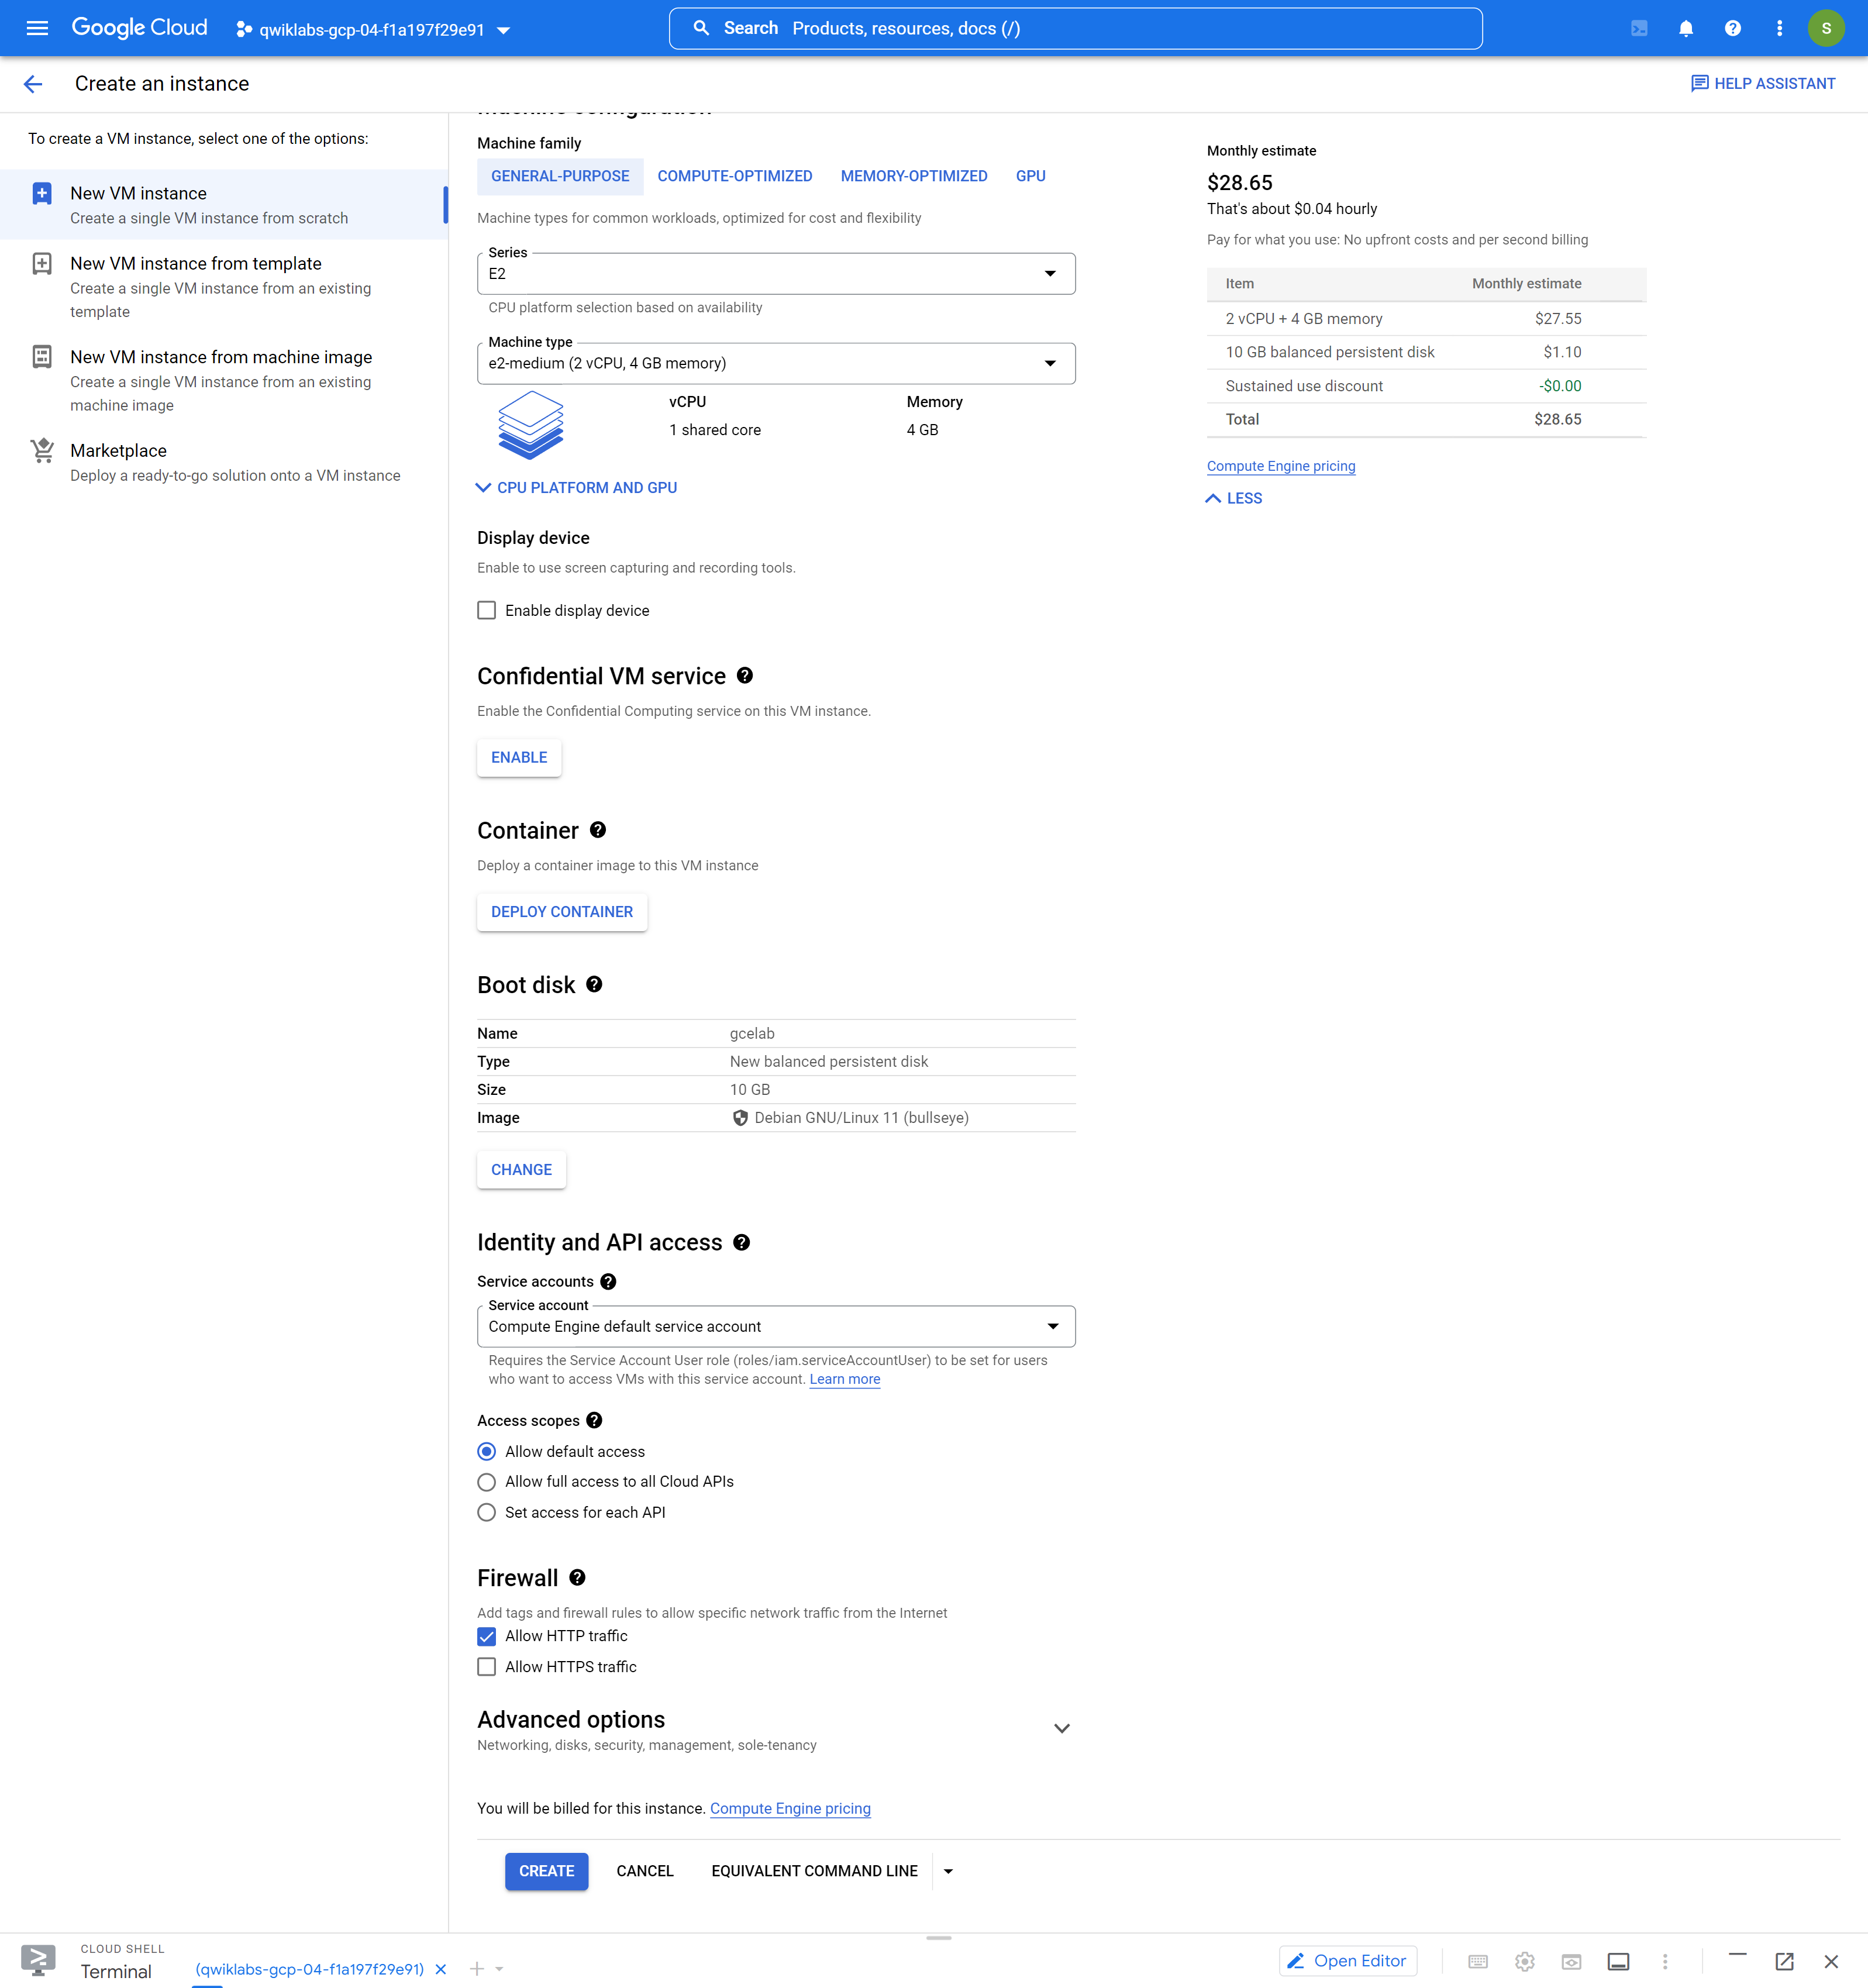 Google Cloud
qwiklabs-gcp-04-f1a197f29e91
Search Products, resources, docs (/)
S
Create an instance
HELP ASSISTANT
To create a VM instance, select one of the options:
New VM instance
Create a single VM instance from scratch
New VM instance from template
Create a single VM instance from an existing
template
New VM instance from machine image
Create a single VM instance from an existing
machine image
Marketplace
Deploy a ready-to-go solution onto a VM instance
Machine configuration
Machine family
GENERAL-PURPOSE COMPUTE-OPTIMIZED MEMORY-OPTIMIZED GPU
Machine types for common workloads, optimized for cost and flexibility
Series
E2
CPU platform selection based on availability
Machine type
e2-medium (2 vCPU, 4 GB memory)
vCPU Memory
1 shared core 4 GB
CPU PLATFORM AND GPU
Display device
Enable to use screen capturing and recording tools.
Enable display device
Confidential VM service
Enable the Confidential Computing service on this VM instance.
ENABLE
Container
Deploy a container image to this VM instance
DEPLOY CONTAINER
Boot disk
Name gcelab
Type New balanced persistent disk
Size 10 GB
Image Debian GNU/Linux 11 (bullseye)
CHANGE
Identity and API access
Service accounts
Service account
Compute Engine default service account
Requires the Service Account User role (roles/iam.serviceAccountUser) to be set for users
who want to access VMs with this service account. Learn more
Access scopes
Allow default access
Allow full access to all Cloud APIs
Set access for each API
Firewall
Add tags and firewall rules to allow specific network traffic from the Internet
Allow HTTP traffic
Allow HTTPS traffic
Advanced options
Networking, disks, security, management, sole-tenancy
You will be billed for this instance. Compute Engine pricing
CREATE CANCEL EQUIVALENT COMMAND LINE
Monthly estimate
$28.65
That's about $0.04 hourly
Pay for what you use: No upfront costs and per second billing
Item Monthly estimate
2 vCPU + 4 GB memory $27.55
10 GB balanced persistent disk $1.10
Sustained use discount -$0.00
Total $28.65
Compute Engine pricing
LESS
CLOUD SHELL
Terminal
(qwiklabs-gcp-04-f1a197f29e91)
Open Editor